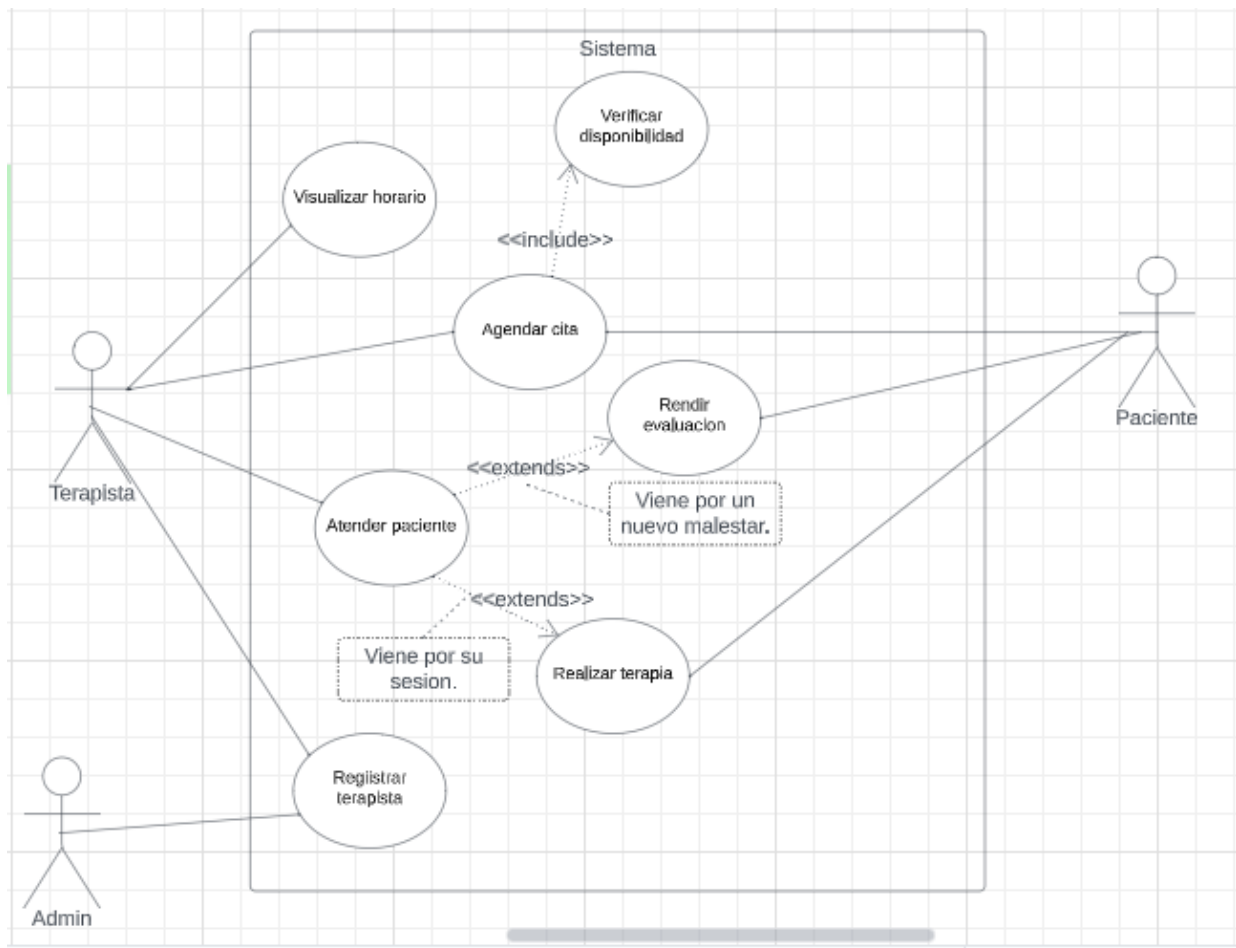 Sistema
Verificar
disponibilidad
Visualizar horario
<<include>>
Agendar cita
Rendir
evaluacion
Paciente
<<extends>>
Terapista
Viene por un
nuevo malestar.
Atender paciente
<<extends>>
Viene por su
sesion.
Realizar terapia
Registrar
terapista
Admin